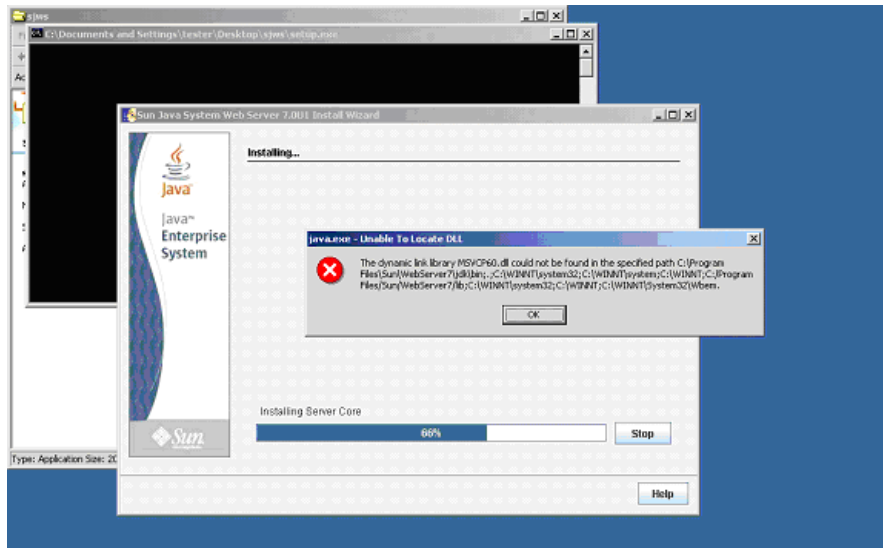 sjws
C:\Documents and Settings\tester\Desktop\sjws\setup.exe
Sun Java System Web Server 7.0U1 Install Wizard
Installing...
Java
Java™
Enterprise
System
java.exe - Unable To Locate DLL
The dynamic link library MSVCP60.dll could not be found in the specified path C:\Program
Files\Sun\WebServer7\jdk\bin;.;C:\WINNT\system32;C:\WINNT\system;C:\WINNT;C:/Program
Files/Sun/WebServer7/lib;C:\WINNT\system32;C:\WINNT;C:\WINNT\System32\Wbem.
OK
Installing Server Core
66%
Stop
Sun
Type: Application Size: 20
Help